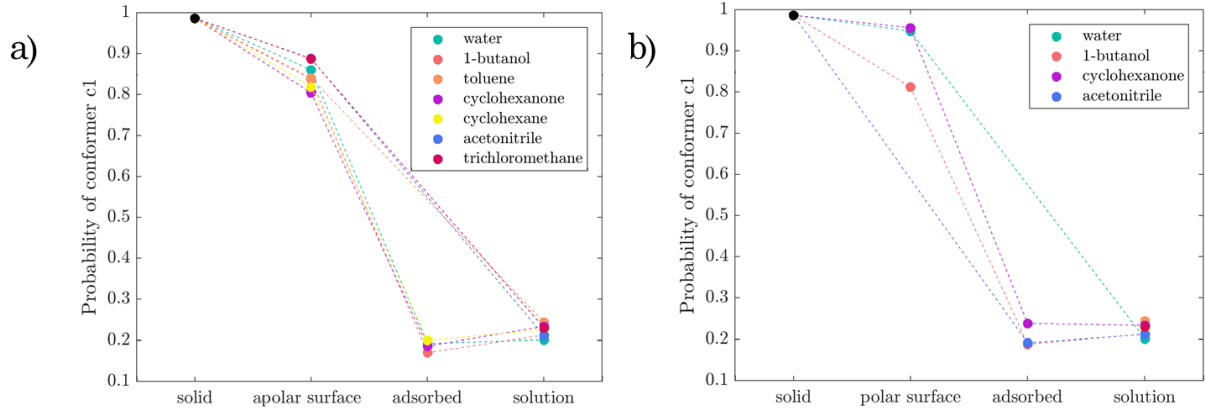 a)
Probability of conformer c1
1
0.9
0.8
0.7
0.6
0.5
0.4
0.3
0.2
0.1
solid
apolar surface
adsorbed
solution
water
1-butanol
toluene
cyclohexanone
cyclohexane
acetonitrile
trichloromethane
b)
Probability of conformer c1
1
0.9
0.8
0.7
0.6
0.5
0.4
0.3
0.2
0.1
solid
polar surface
adsorbed
solution
water
1-butanol
cyclohexanone
acetonitrile